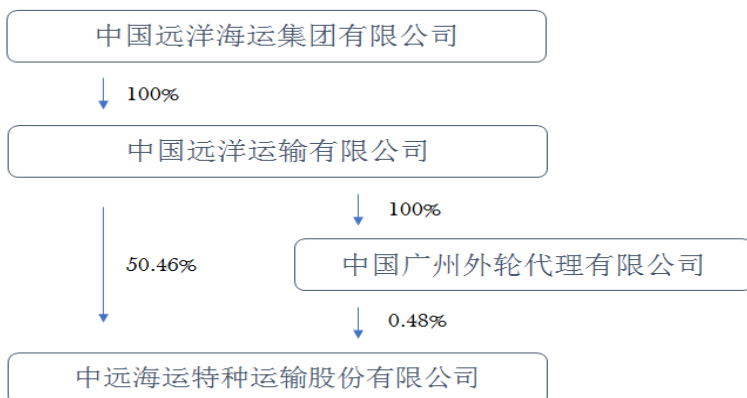 中国远洋海运集团有限公司
100%
中国远洋运输有限公司
100%
50.46%
中国广州外轮代理有限公司
0.48%
中远海运特种运输股份有限公司